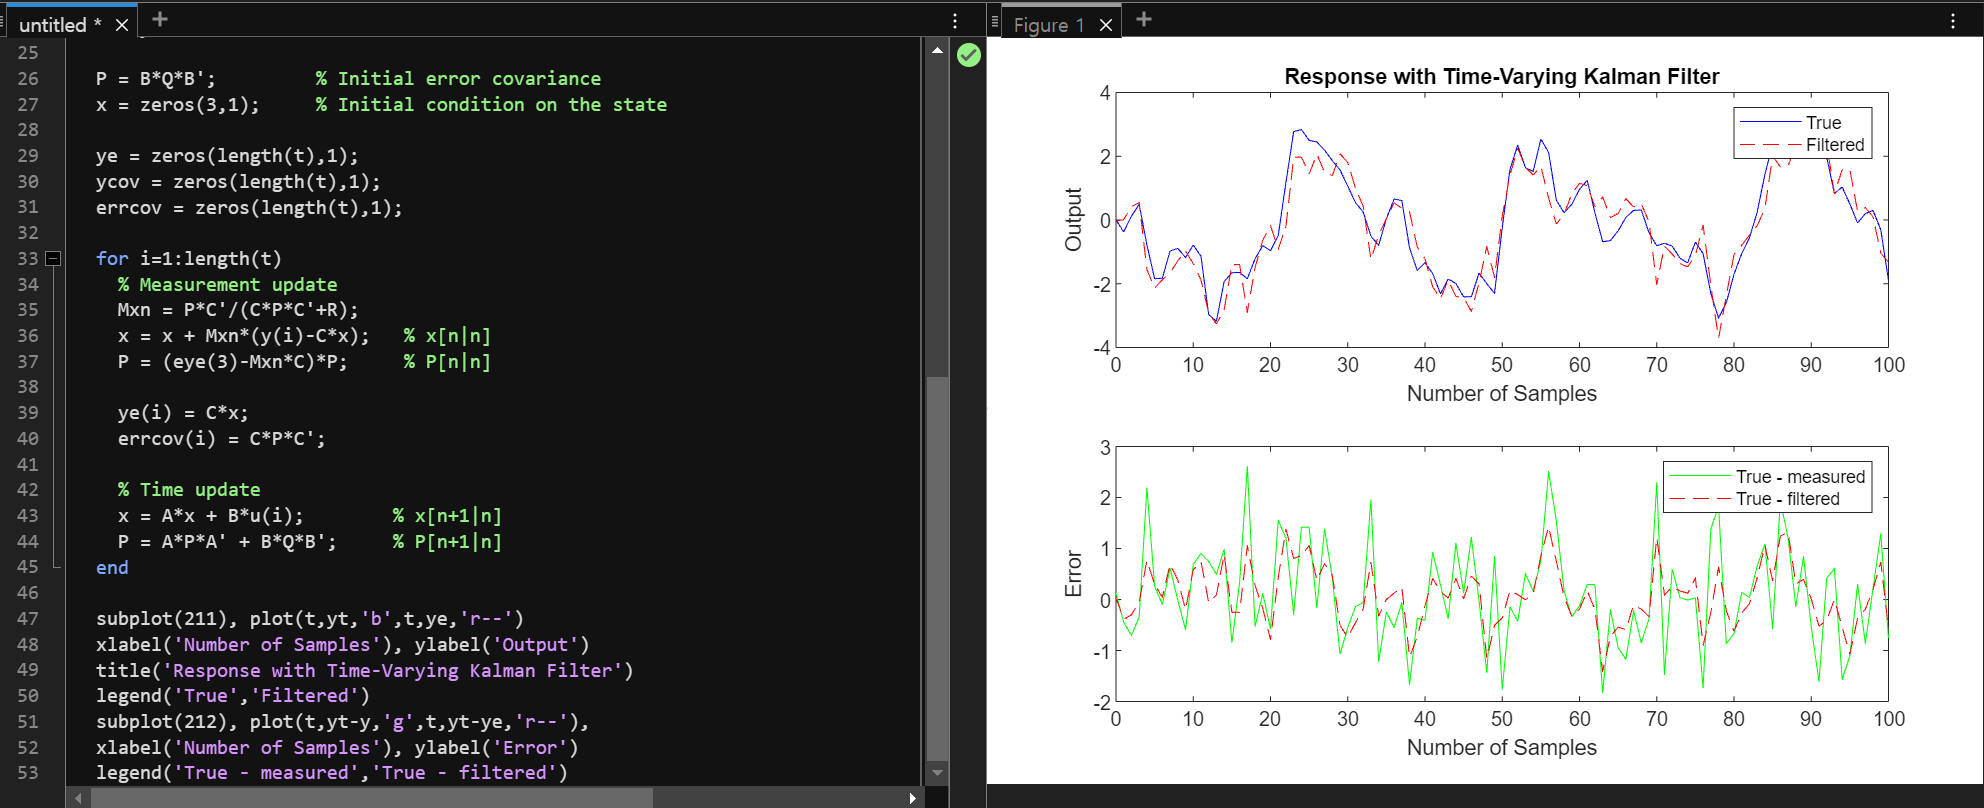 untitled *
Figure 1
25
26 P = B*Q*B';         % Initial error covariance
27 x = zeros(3,1);     % Initial condition on the state
28
29 ye = zeros(length(t),1);
30 ycov = zeros(length(t),1);
31 errcov = zeros(length(t),1);
32
33 for i=1:length(t)
34   % Measurement update
35   Mxn = P*C'/(C*P*C'+R);
36   x = x + Mxn*(y(i)-C*x);   % x[n|n]
37   P = (eye(3)-Mxn*C)*P;     % P[n|n]
38
39   ye(i) = C*x;
40   errcov(i) = C*P*C';
41
42   % Time update
43   x = A*x + B*u(i);        % x[n+1|n]
44   P = A*P*A' + B*Q*B';     % P[n+1|n]
45 end
46
47 subplot(211), plot(t,yt,'b',t,ye,'r--')
48 xlabel('Number of Samples'), ylabel('Output')
49 title('Response with Time-Varying Kalman Filter')
50 legend('True','Filtered')
51 subplot(212), plot(t,yt-y,'g',t,yt-ye,'r--'),
52 xlabel('Number of Samples'), ylabel('Error')
53 legend('True - measured','True - filtered')
Response with Time-Varying Kalman Filter
True
Filtered
4
2
0
-2
-4
Output
0 10 20 30 40 50 60 70 80 90 100
Number of Samples
True - measured
True - filtered
3
2
1
0
-1
-2
Error
0 10 20 30 40 50 60 70 80 90 100
Number of Samples